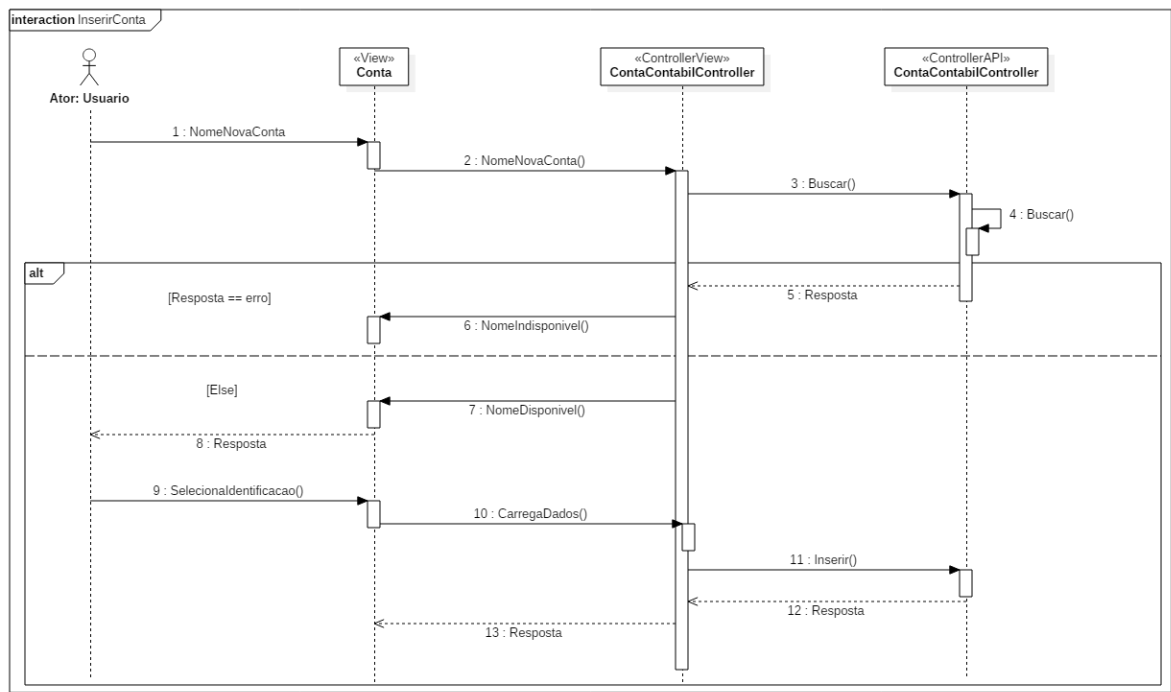 interaction InserirConta
Ator: Usuario
«View»
Conta
«ControllerView»
ContaContabilController
«ControllerAPI»
ContaContabilController
1 : NomeNovaConta
2 : NomeNovaConta()
3 : Buscar()
4 : Buscar()
alt
[Resposta == erro]
5 : Resposta
6 : NomeIndisponivel()
[Else]
7 : NomeDisponivel()
8 : Resposta
9 : SelecionaIdentificacao()
10 : CarregaDados()
11 : Inserir()
12 : Resposta
13 : Resposta